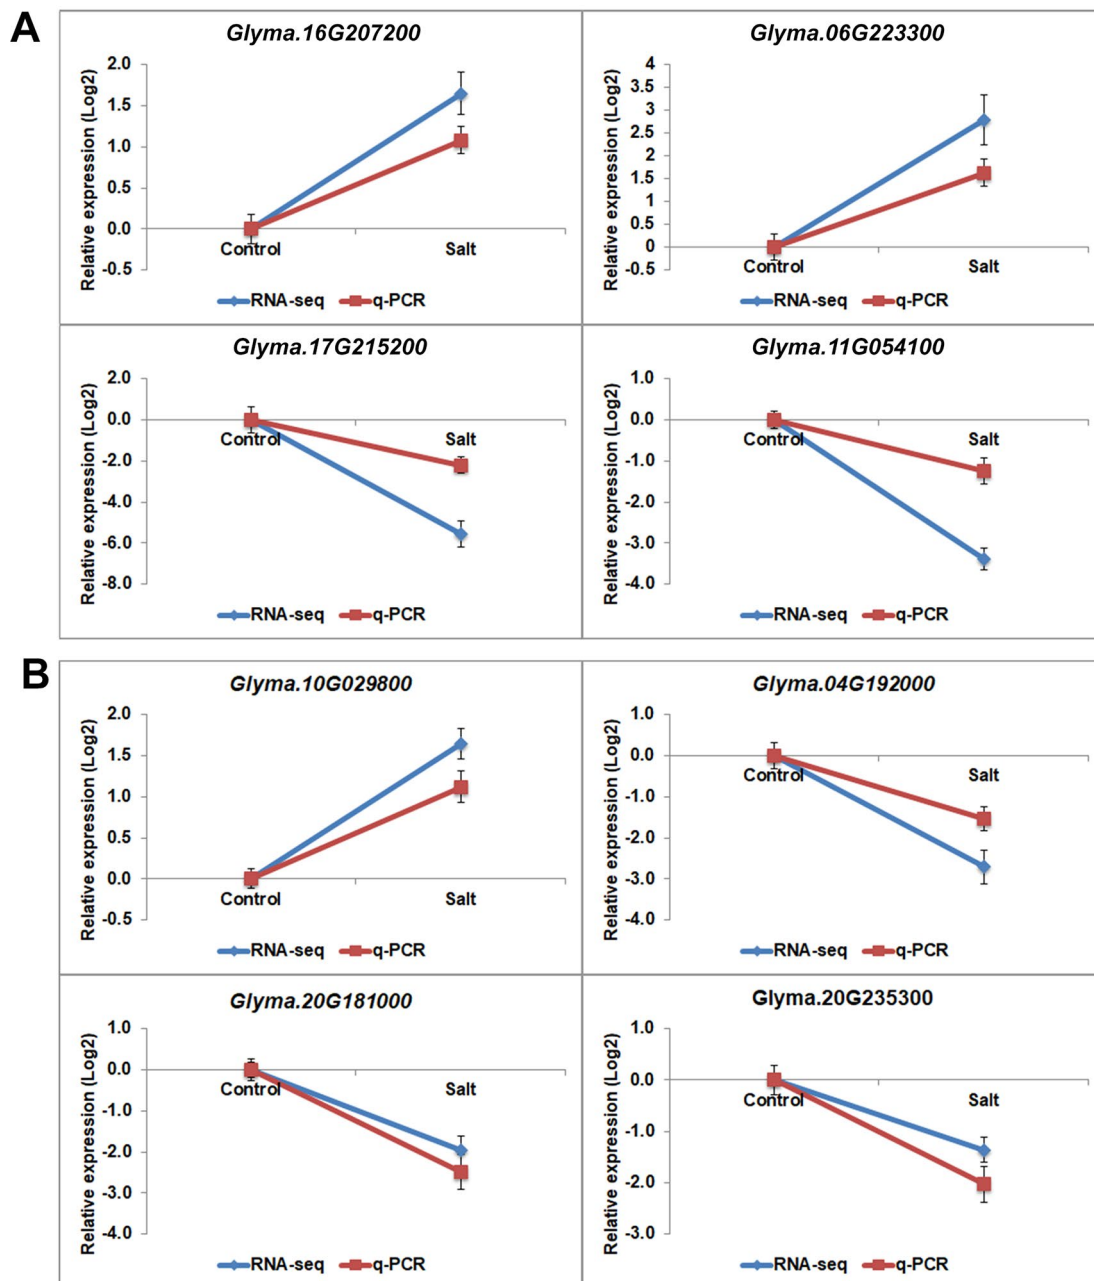 A
Glyma.16G207200
Relative expression (Log2)
2.0
1.5
1.0
0.5
0.0
-0.5
Control
Salt
RNA-seq
q-PCR
Glyma.06G223300
Relative expression (Log2)
4
3.5
3
2.5
2
1.5
1
0.5
0
-0.5
Control
Salt
RNA-seq
q-PCR
Glyma.17G215200
Relative expression (Log2)
2.0
0.0
-2.0
-4.0
-6.0
-8.0
Control
Salt
RNA-seq
q-PCR
Glyma.11G054100
Relative expression (Log2)
1.0
0.0
-1.0
-2.0
-3.0
-4.0
Control
Salt
RNA-seq
q-PCR
B
Glyma.10G029800
Relative expression (Log2)
2.0
1.5
1.0
0.5
0.0
-0.5
Control
Salt
RNA-seq
q-PCR
Glyma.04G192000
Relative expression (Log2)
1.0
0.0
-1.0
-2.0
-3.0
-4.0
Control
Salt
RNA-seq
q-PCR
Glyma.20G181000
Relative expression (Log2)
1.0
0.0
-1.0
-2.0
-3.0
-4.0
Control
Salt
RNA-seq
q-PCR
Glyma.20G235300
Relative expression (Log2)
1.0
0.0
-1.0
-2.0
-3.0
Control
Salt
RNA-seq
q-PCR